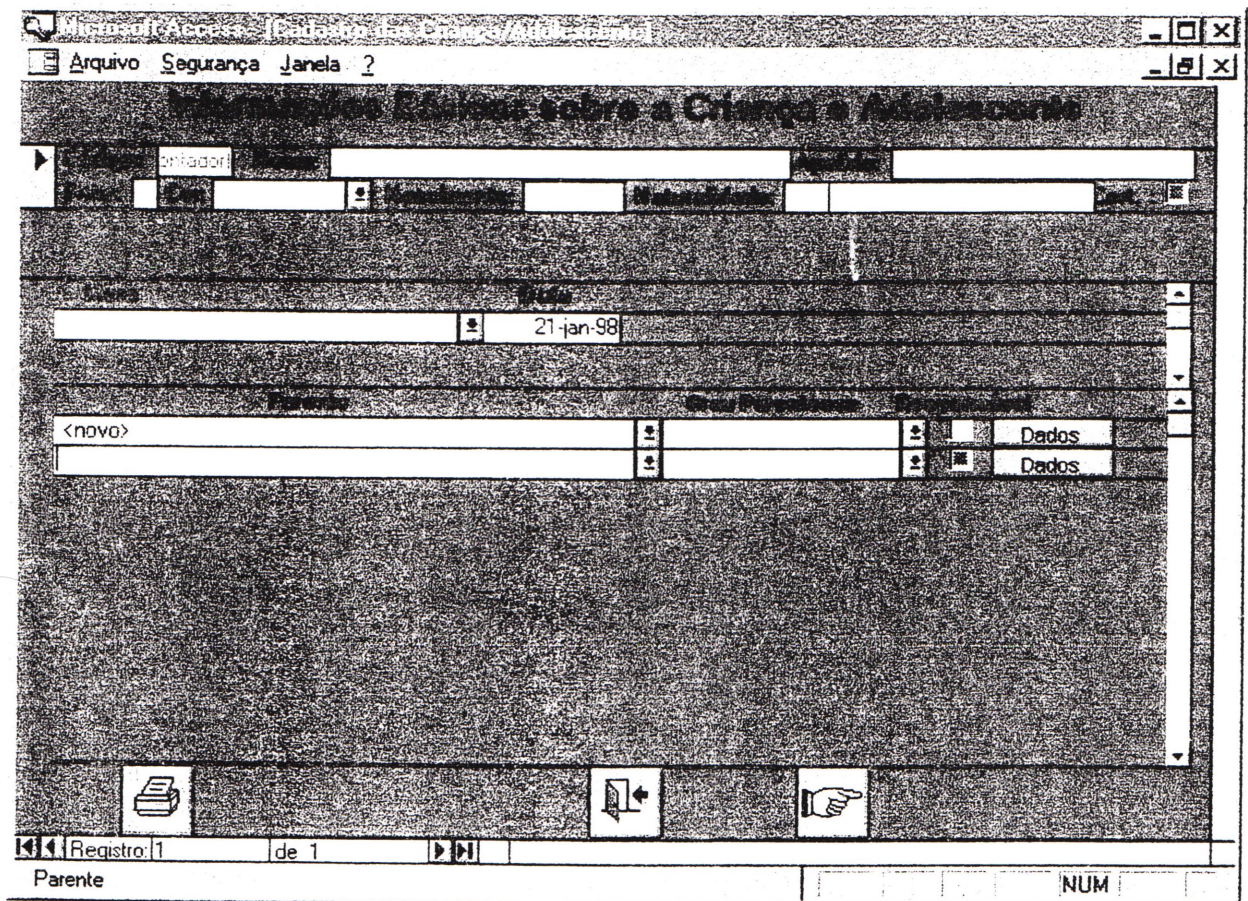 Microsoft Access - [Cadastro das Criança/Adolescente]
Arquivo Segurança Janela ?
Informações Básicas sobre a Criança e Adolescente
Código ontador) Nome Apelido
Sexo Cor Nascimento Naturalidade
Data
21-jan-98
Parente Grau Parentesco Responsável
<novo> Dados
Dados
Registro: 1 de 1
Parente NUM